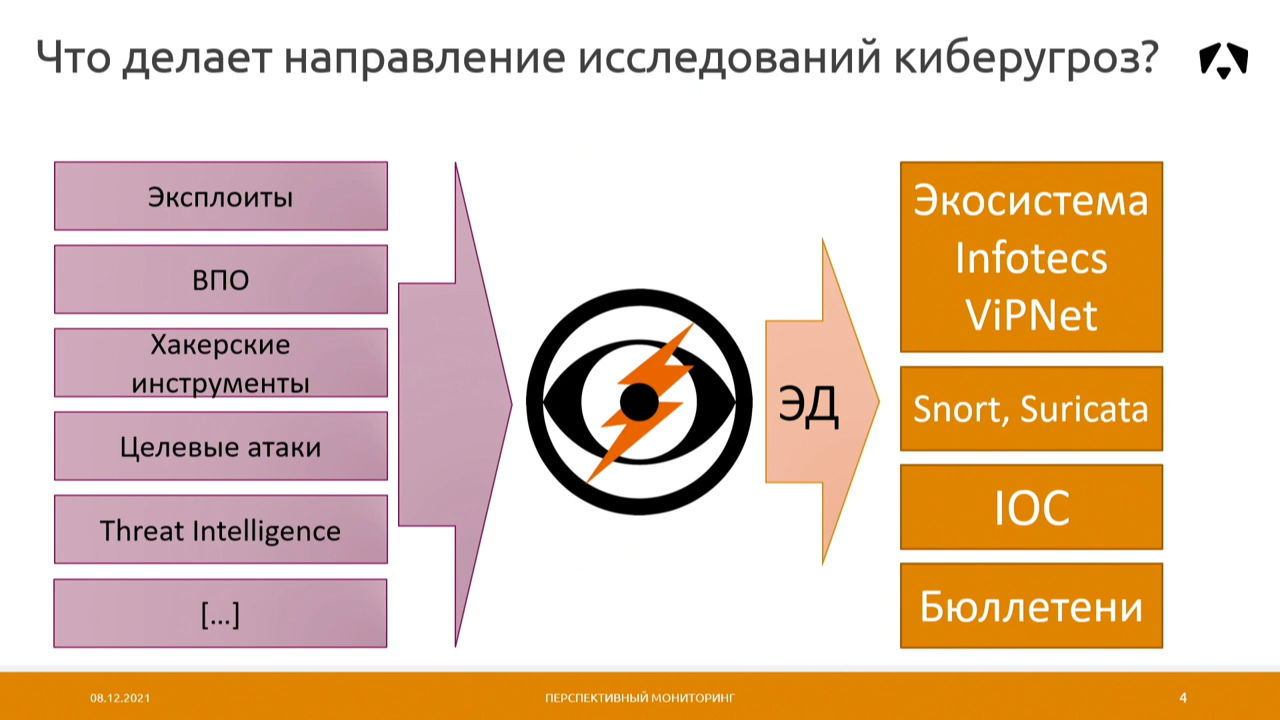 Что делает направление исследований киберугроз?
Эксплоиты
ВПО
Хакерские
инструменты
Целевые атаки
Threat Intelligence
[...]
ЭД
Экосистема
Infotecs
ViPNet
Snort, Suricata
IOC
Бюллетени
08.12.2021
ПЕРСПЕКТИВНЫЙ МОНИТОРИНГ
4